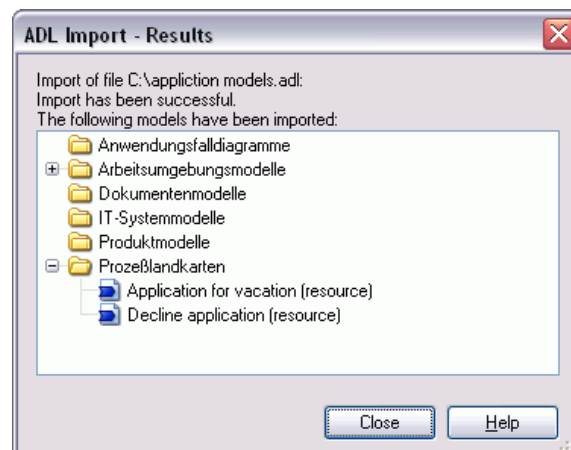 ADL Import - Results
Import of file C:\appliction models.adl:
Import has been successful.
The following models have been imported:
Anwendungsfalldiagramme
Arbeitsumgebungsmodelle
Dokumentenmodelle
IT-Systemmodelle
Produktmodelle
Prozeßlandkarten
Application for vacation (resource)
Decline application (resource)
Close Help